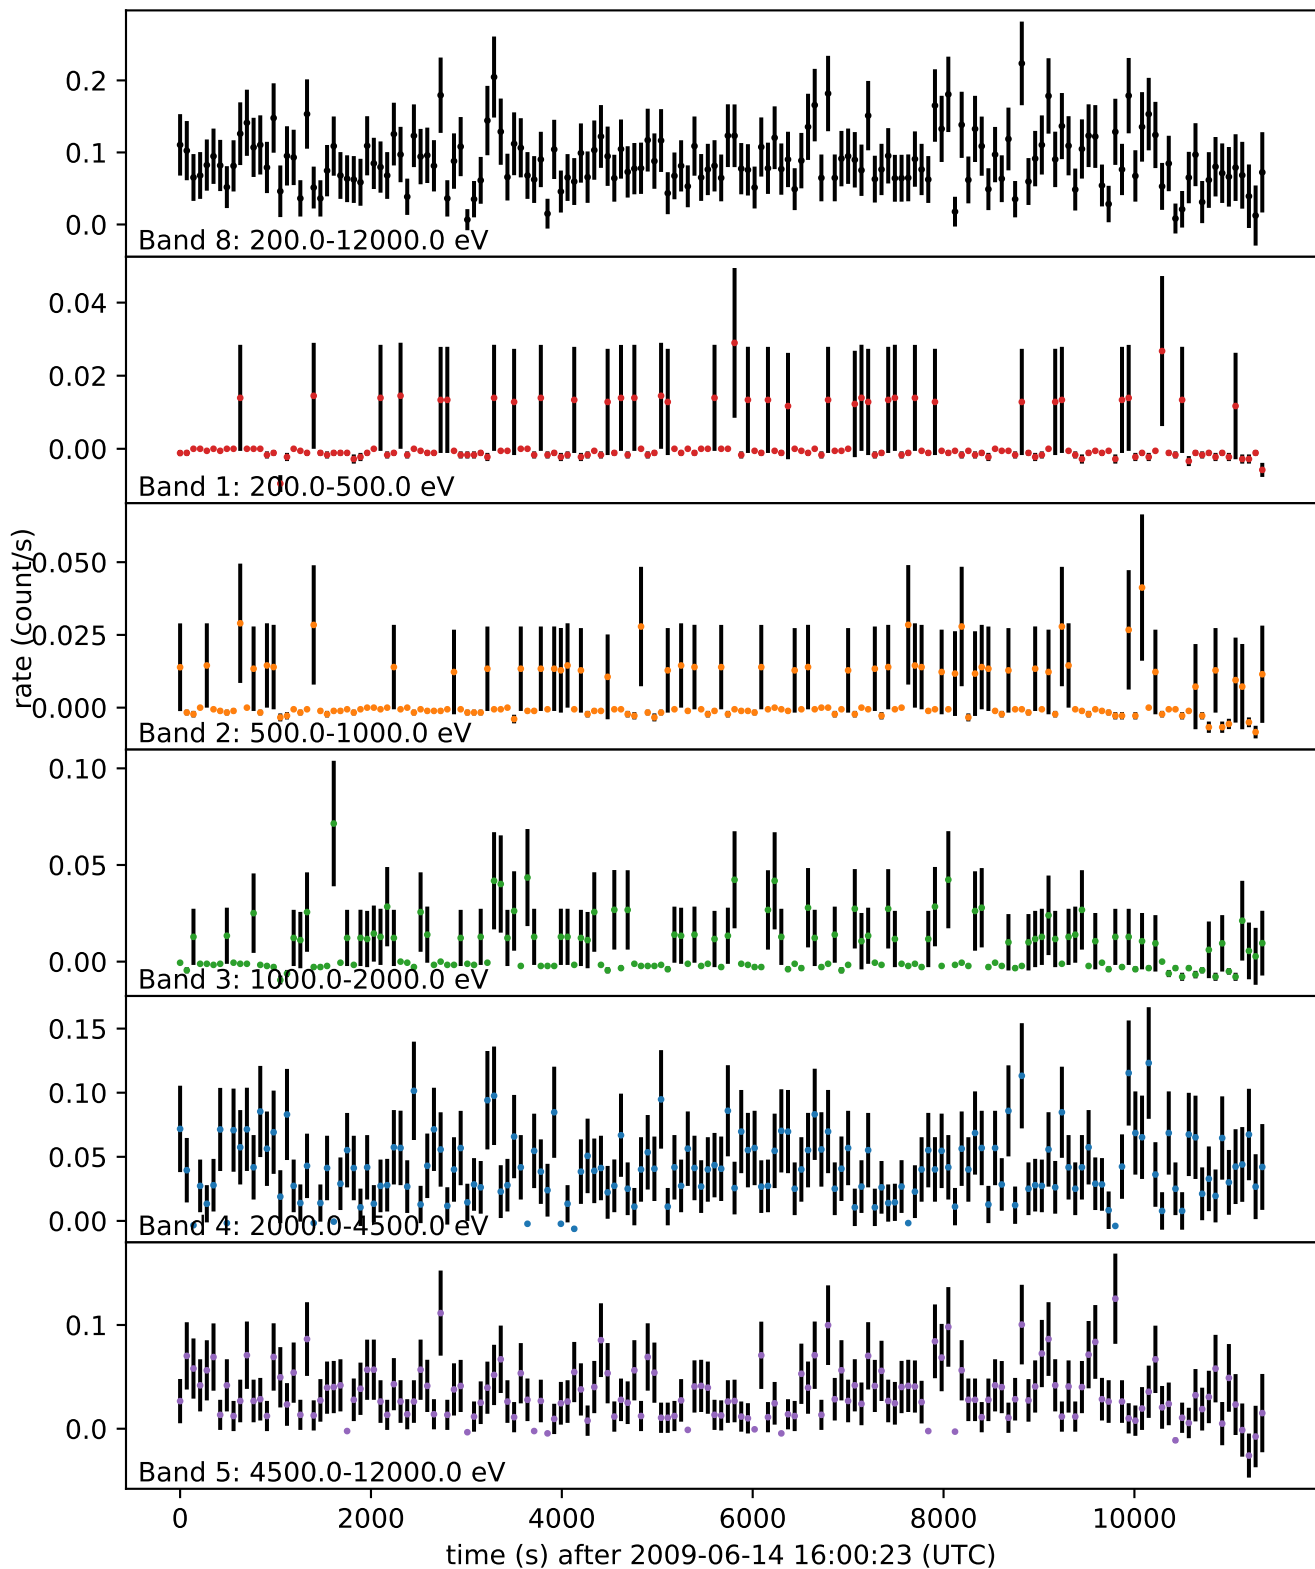 0.2
0.1
0.0
Band 8: 200.0-12000.0 eV
0.04
0.02
0.00
Band 1: 200.0-500.0 eV
rate (count/s)
0.050
0.025
0.000
Band 2: 500.0-1000.0 eV
0.10
0.05
0.00
Band 3: 1000.0-2000.0 eV
0.15
0.10
0.05
0.00
Band 4: 2000.0-4500.0 eV
0.1
0.0
Band 5: 4500.0-12000.0 eV
0 2000 4000 6000 8000 10000
time (s) after 2009-06-14 16:00:23 (UTC)